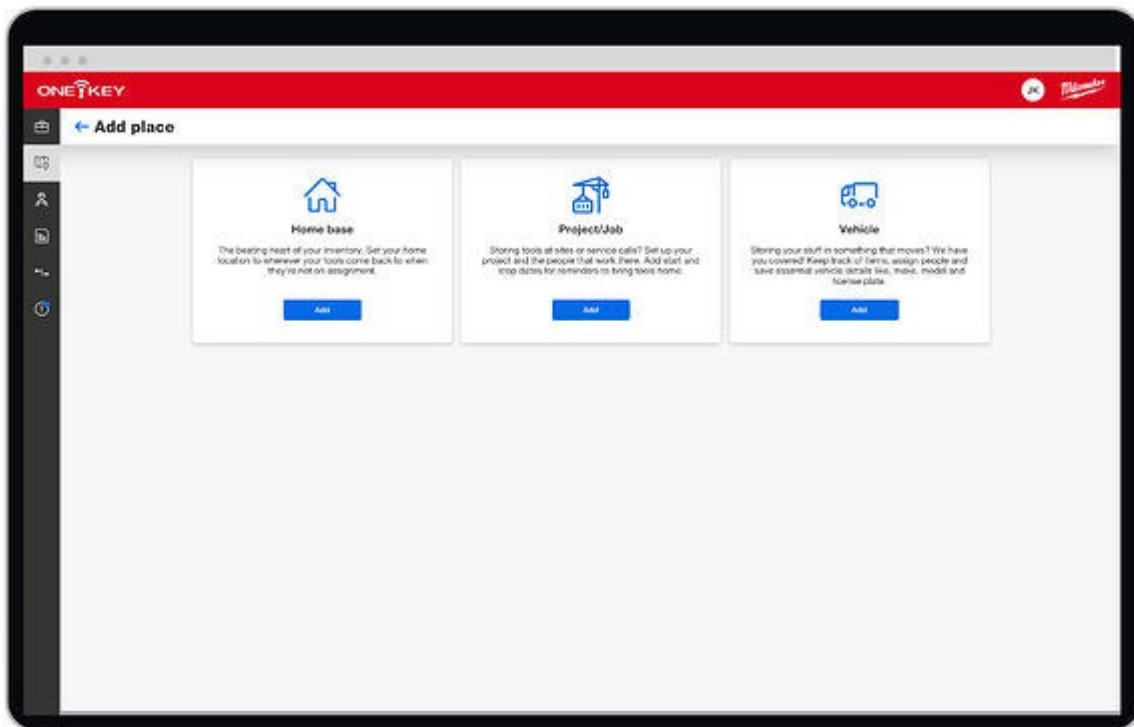 ONE KEY
JK
Milwaukee
Add place
Home base
The beating heart of your inventory. Set your home
location to wherever your tools come back to when
they're not on assignment.
Add
Project/Job
Storing tools at sites or service calls? Set up your
project and the people that work there. Add start and
stop dates for reminders to bring tools home.
Add
Vehicle
Storing your stuff in something that moves? We have
you covered! Keep track of items, assign people and
save essential vehicle details like, make, model and
license plate.
Add